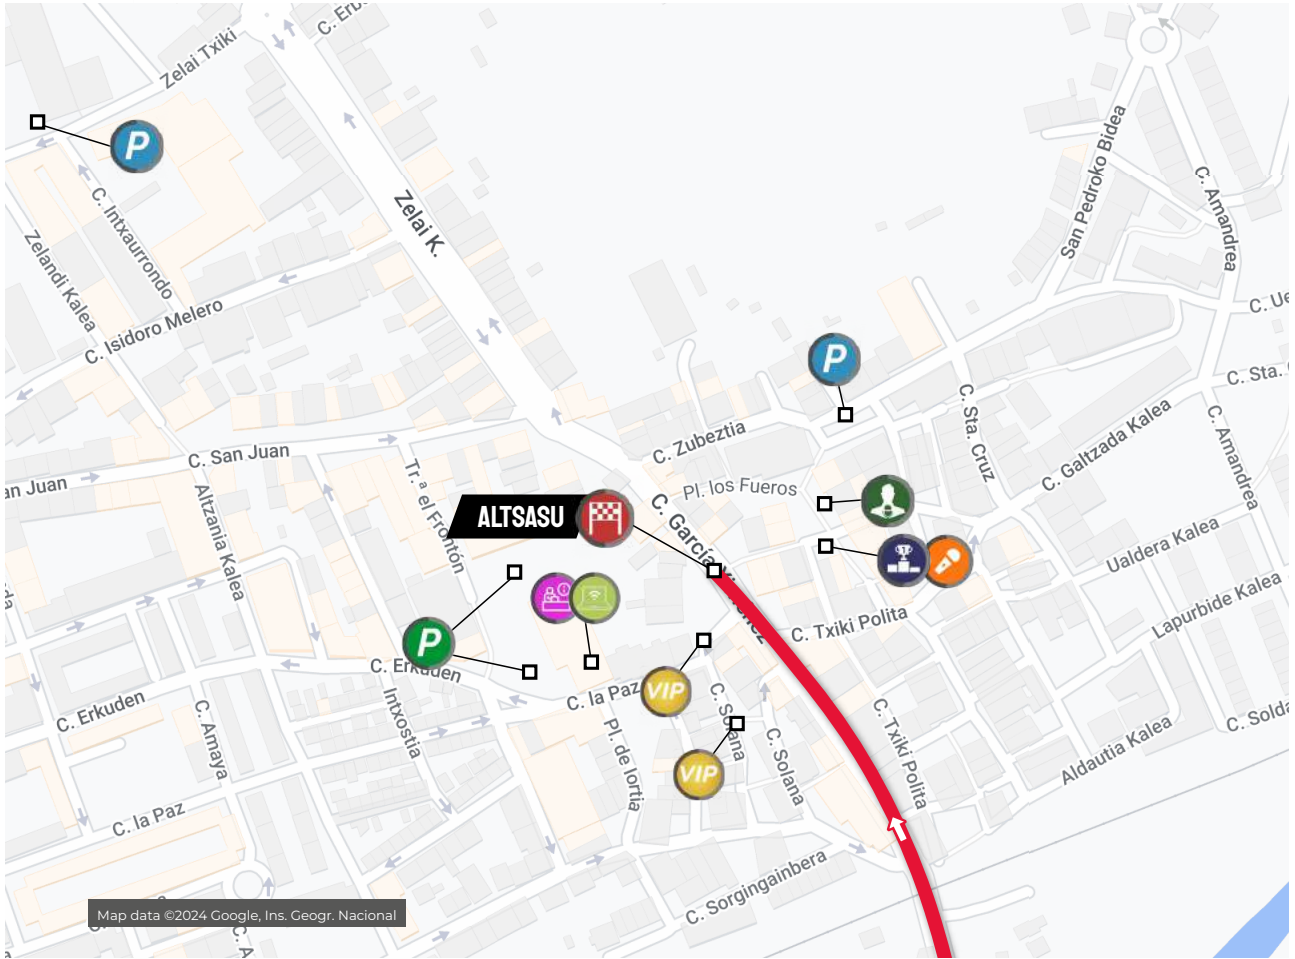 C. Erb
Zelai Txiki
P
San Pedroko Bidea
C. Amandrea
C. Intxaurrondo
Zelai K.
Zelandi Kalea
C. Isidoro Melero
C. Ue
P
C. Sta.
C. Sta. Cruz
C. Galtzada Kalea
C. Amandrea
C. Zubeztia
C. San Juan
an Juan
Tr.ª el Frontón
Altzania Kalea
Pl. los Fueros
ALTSASU
C. García
Ualdera Kalea
Lapurbide Kalea
da
C. Txiki Polita
P
C. Erkuden
C. la Paz
VIP
C. Solana
C. Erkuden
C. Amaya
Intxostia
Pl. de Iortia
VIP
C. Solana
C. Txiki Polita
Aldautia Kalea
C. Solda
C. la Paz
C. Sorgingainbera
Map data ©2024 Google, Ins. Geogr. Nacional
C. A